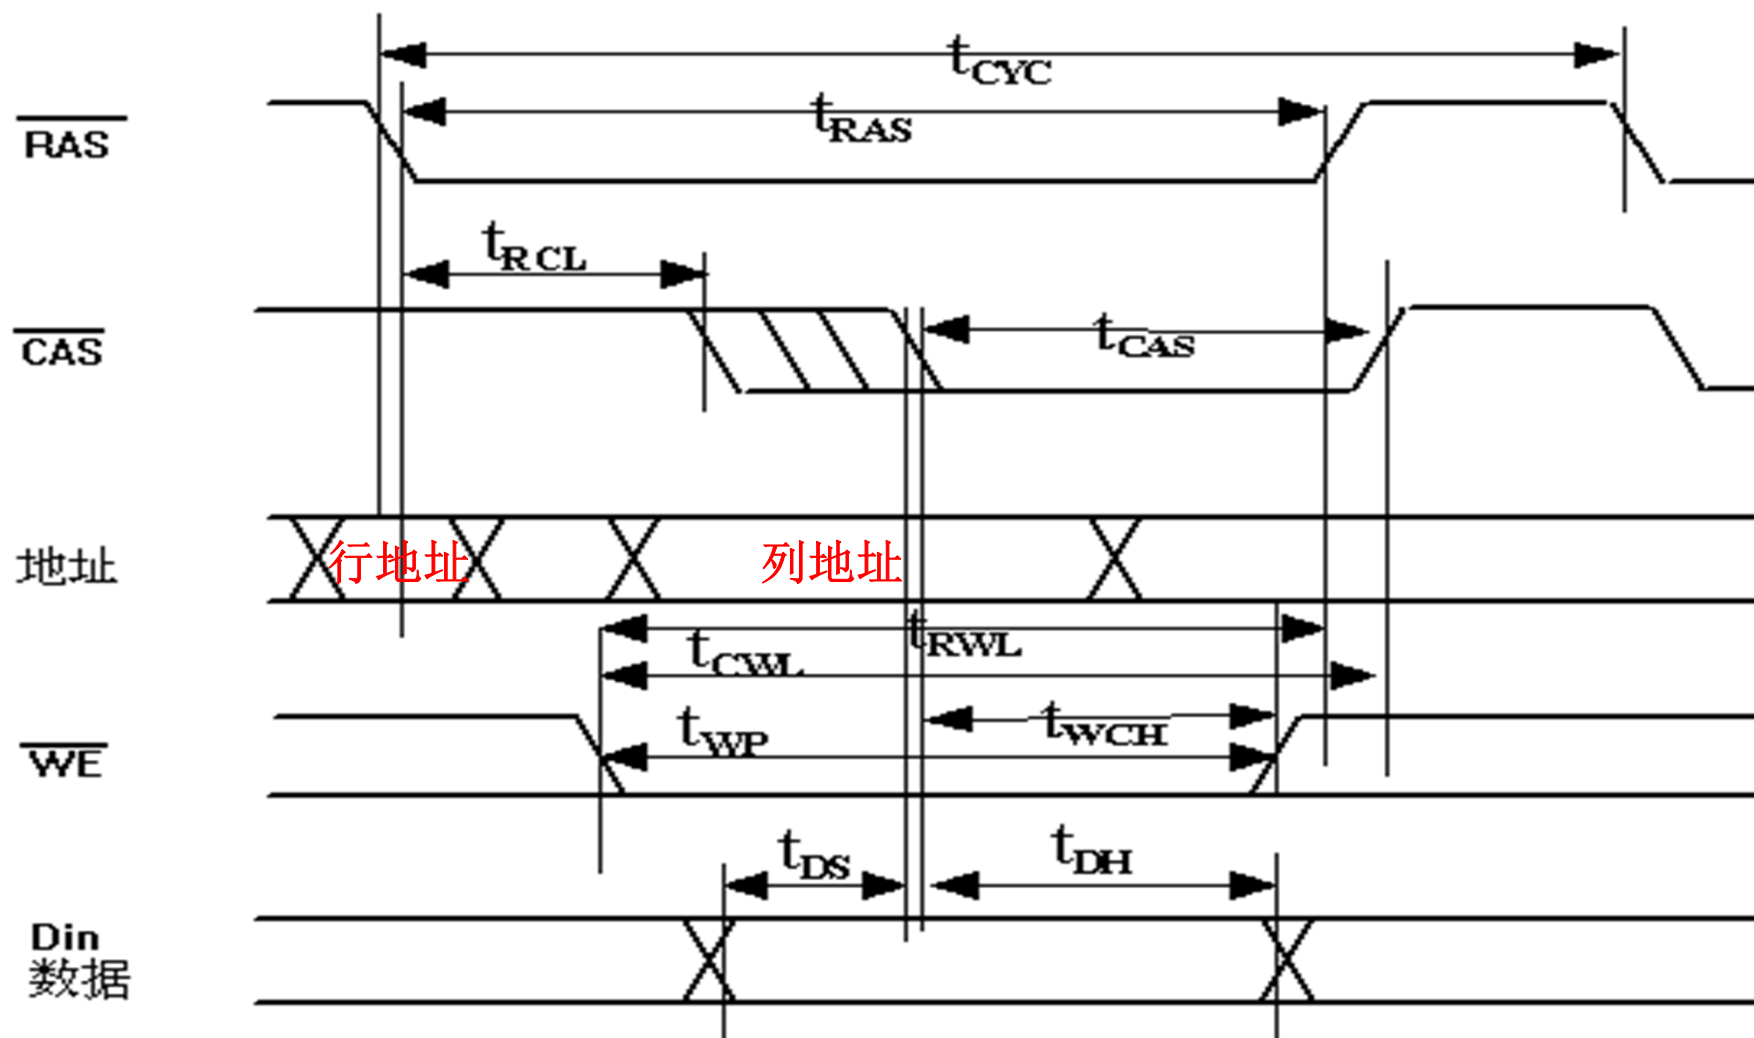 tCYC
tRAS
RAS
tRCL
tCAS
CAS
地址 行地址 列地址
tRWL
tCWL
tWCH
tWP
WE
tDS tDH
Din
数据